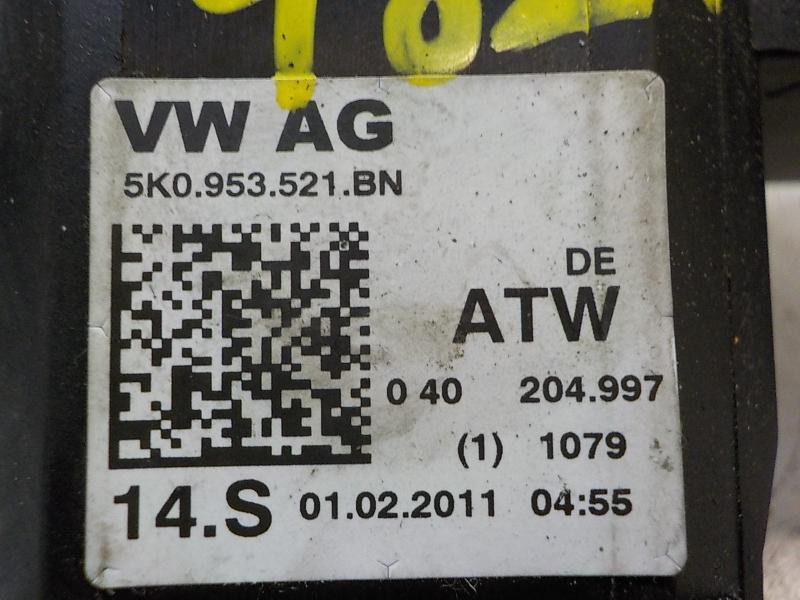 VW AG
5K0.953.521.BN
DE
ATW
0 40 204.997
(1) 1079
14.S 01.02.2011 04:55